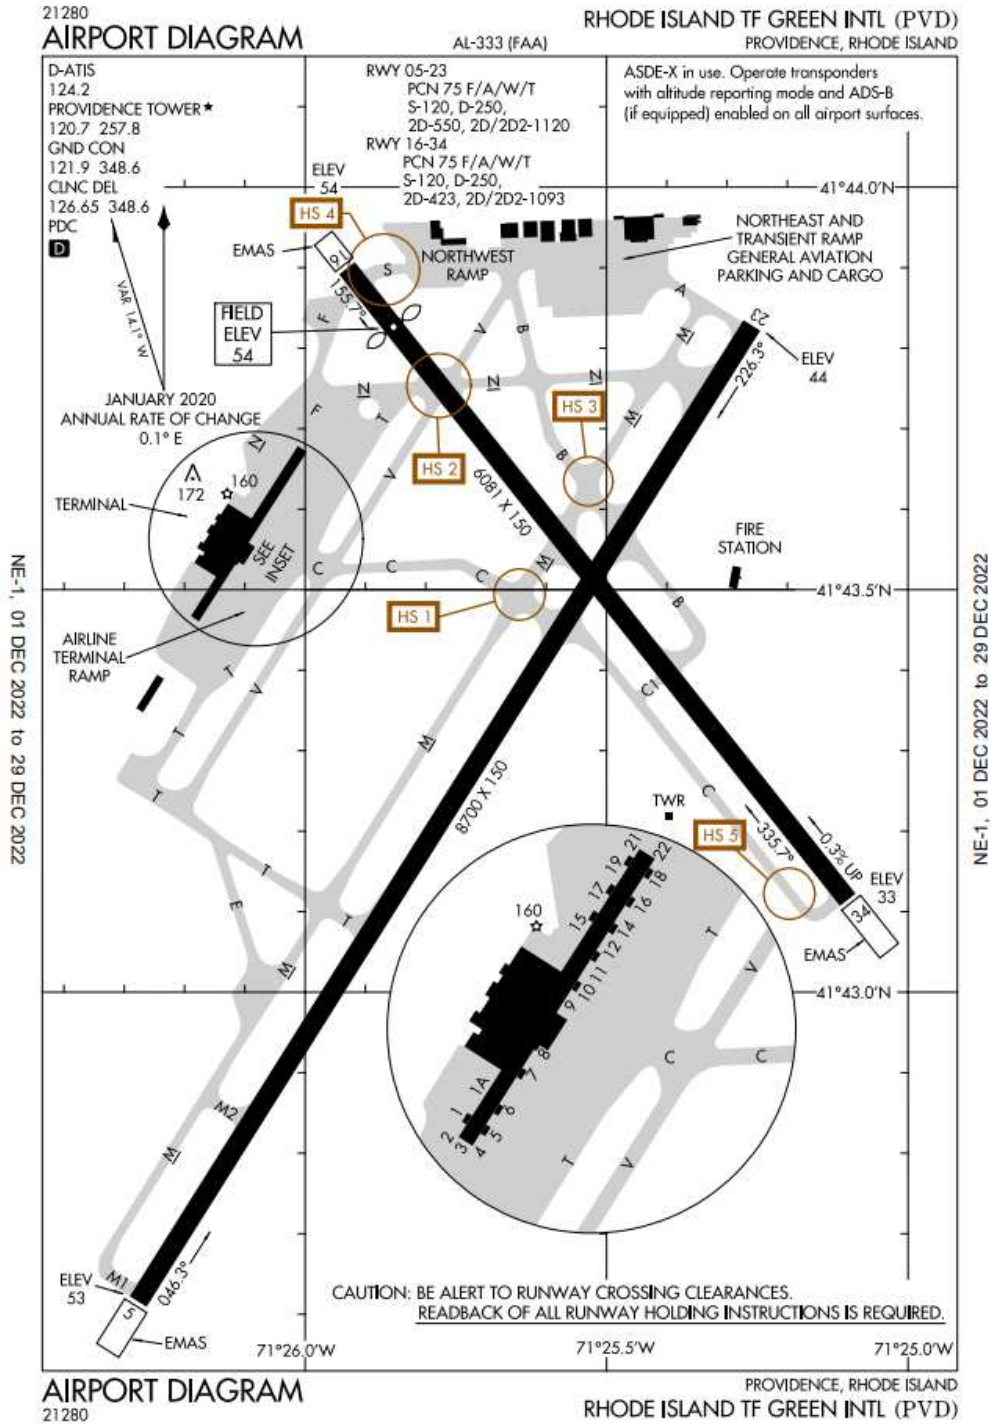 21280
AIRPORT DIAGRAM
AL-333 (FAA)
RHODE ISLAND TF GREEN INTL (PVD)
PROVIDENCE, RHODE ISLAND
D-ATIS
124.2
PROVIDENCE TOWER★
120.7 257.8
GND CON
121.9 348.6
CLNC DEL
126.65 348.6
PDC
D
RWY 05-23
PCN 75 F/A/W/T
S-120, D-250,
2D-550, 2D/2D2-1120
RWY 16-34
PCN 75 F/A/W/T
S-120, D-250,
2D-423, 2D/2D2-1093
ASDE-X in use. Operate transponders
with altitude reporting mode and ADS-B
(if equipped) enabled on all airport surfaces.
ELEV
54
41°44.0'N
HS 4
EMAS
16
155.7°
S
NORTHWEST
RAMP
NORTHEAST AND
TRANSIENT RAMP
GENERAL AVIATION
PARKING AND CARGO
VAR 14.1° W
FIELD
ELEV
54
F
V
B
A
M
23
226.3°
ELEV
44
JANUARY 2020
ANNUAL RATE OF CHANGE
0.1° E
N
N
N
F
T
N
M
HS 3
HS 2
B
V
6081 X 150
172
160
TERMINAL
SEE
INSET
FIRE
STATION
C
C
C
M
41°43.5'N
HS 1
B
AIRLINE
TERMINAL
RAMP
T
V
C1
T
M
T
V
8700 X 150
C
TWR
HS 5
335.7°
0.3% UP
ELEV
33
34
EMAS
T
E
T
M
41°43.0'N
21
22
19
18
17
16
15
14
12
11
10
9
160
8
7
1A
6
1
5
2
3
4
T
V
C
C
T
V
M2
M
M1
046.3°
ELEV
53
5
EMAS
CAUTION: BE ALERT TO RUNWAY CROSSING CLEARANCES.
READBACK OF ALL RUNWAY HOLDING INSTRUCTIONS IS REQUIRED.
71°26.0'W
71°25.5'W
71°25.0'W
AIRPORT DIAGRAM
21280
PROVIDENCE, RHODE ISLAND
RHODE ISLAND TF GREEN INTL (PVD)
NE-1, 01 DEC 2022 to 29 DEC 2022
NE-1, 01 DEC 2022 to 29 DEC 2022